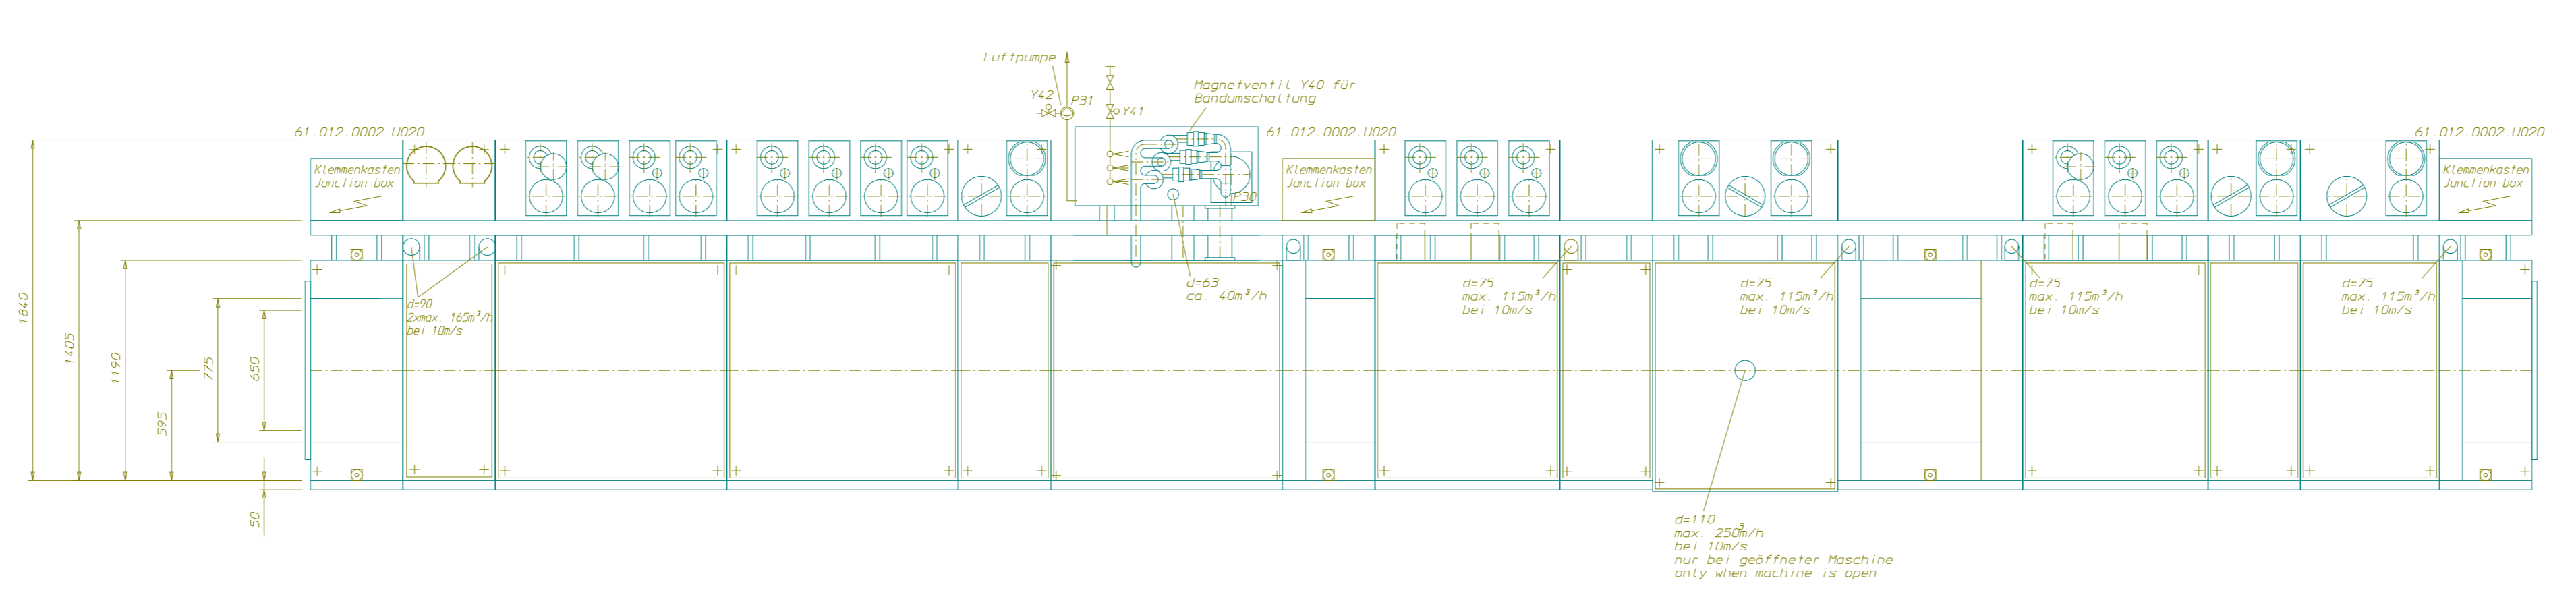 Luftpumpe
Magnetventil Y40 für
Bandumschaltung
Y42
P31
Y41
61.012.0002.U020
61.012.0002.U020
61.012.0002.U020
Klemmenkasten
Junction-box
Klemmenkasten
Junction-box
Klemmenkasten
Junction-box
P30
1840
1405
1190
595
775
650
50
d=90
2xmax. 165m³/h
bei 10m/s
d=63
ca. 40m³/h
d=75
max. 115m³/h
bei 10m/s
d=75
max. 115m³/h
bei 10m/s
d=75
max. 115m³/h
bei 10m/s
d=75
max. 115m³/h
bei 10m/s
d=110
max. 250m³/h
bei 10m/s
nur bei geöffneter Maschine
only when machine is open